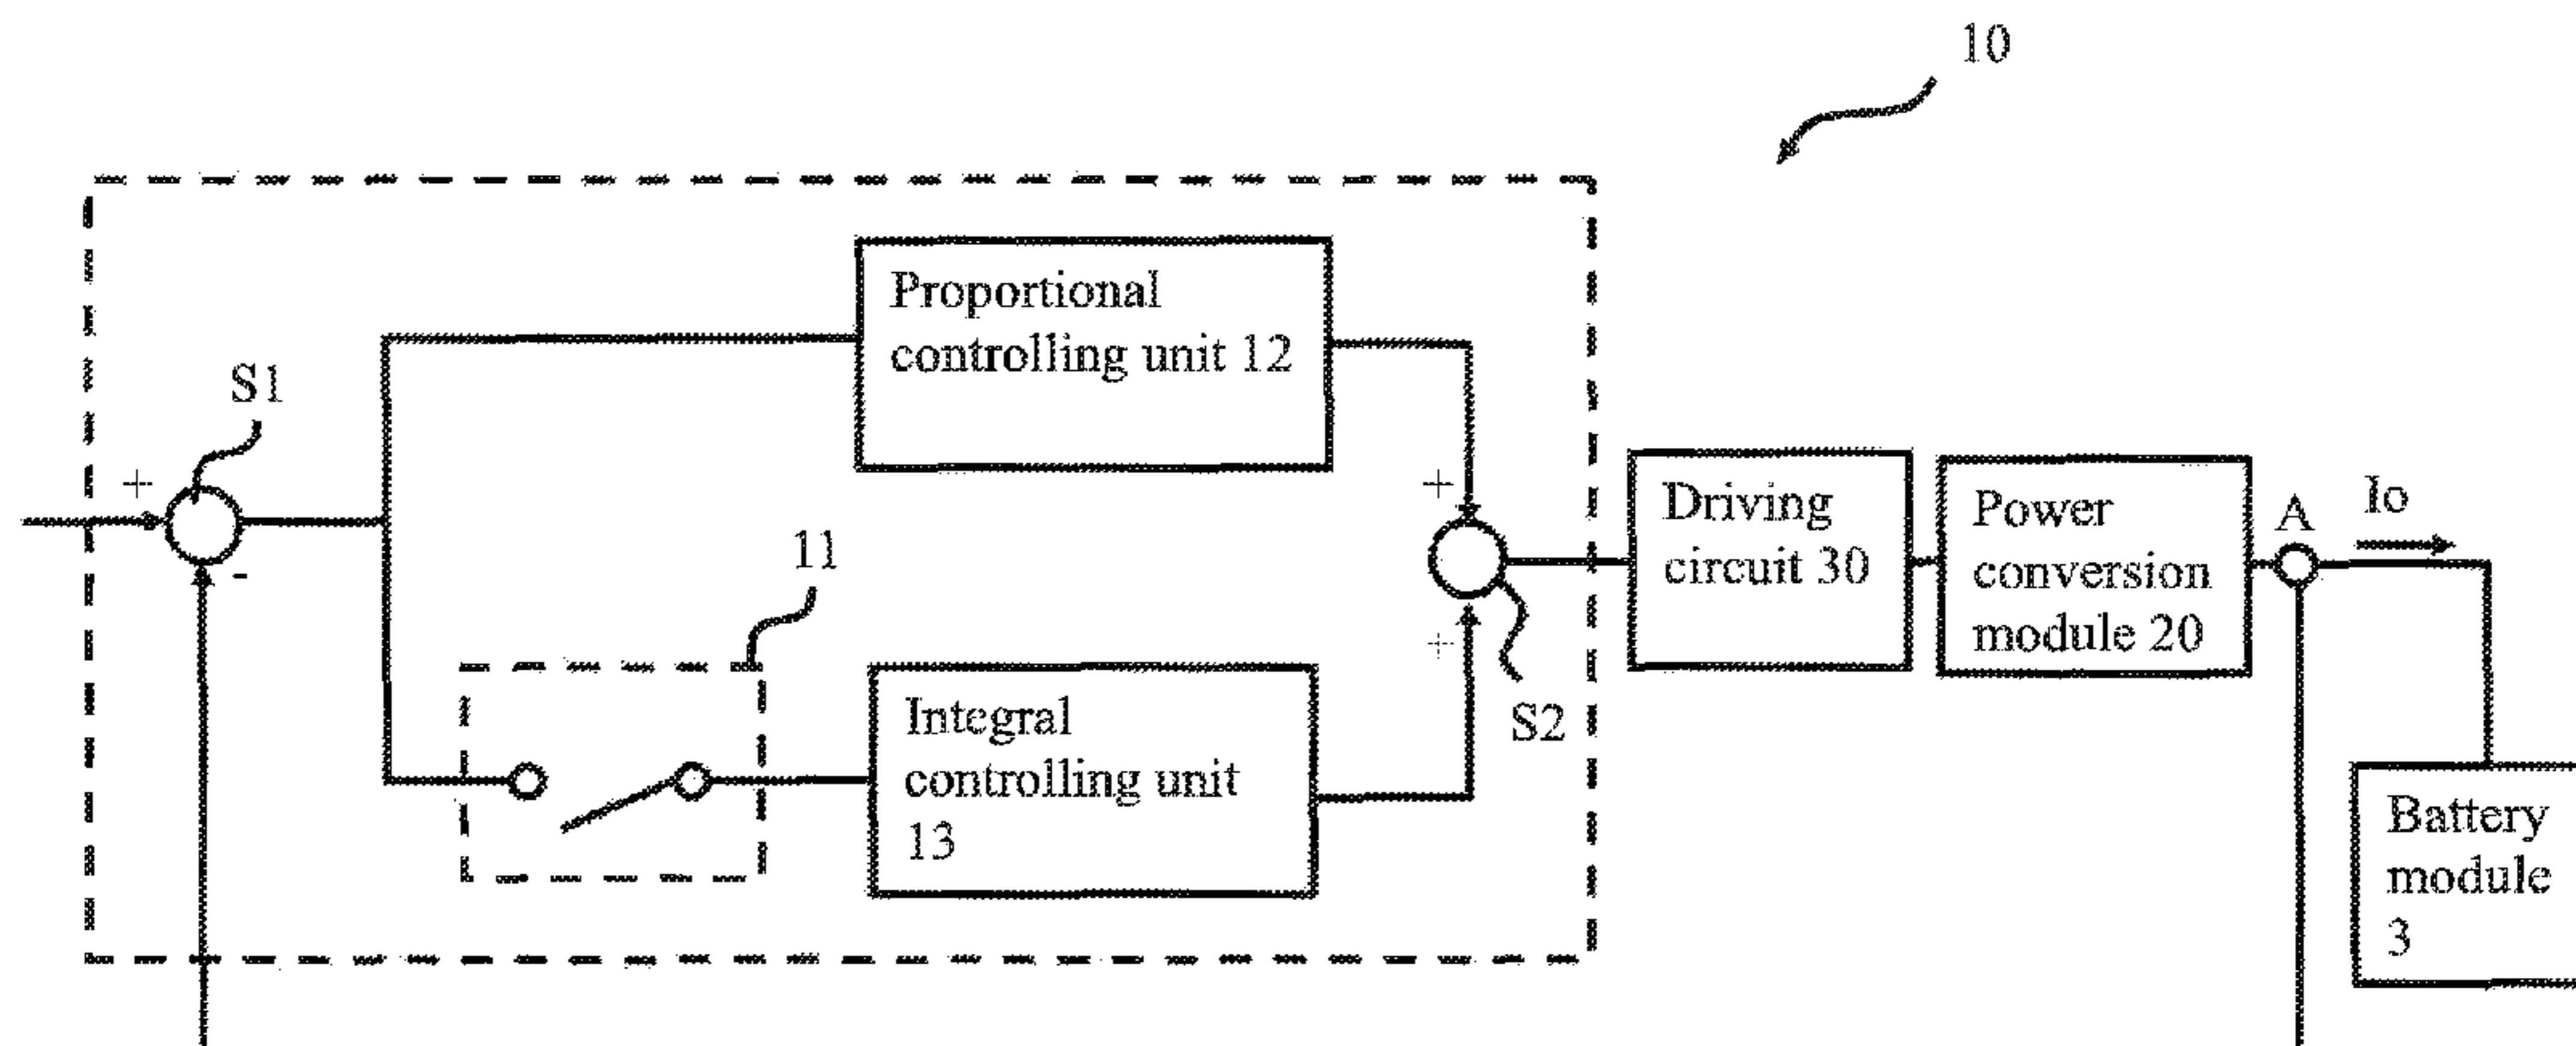 10
Proportional
controlling unit 12
S1
+
-
11
+
+
S2
Integral
controlling unit
13
Driving
circuit 30
Power
conversion
module 20
A
Io
Battery
module
3